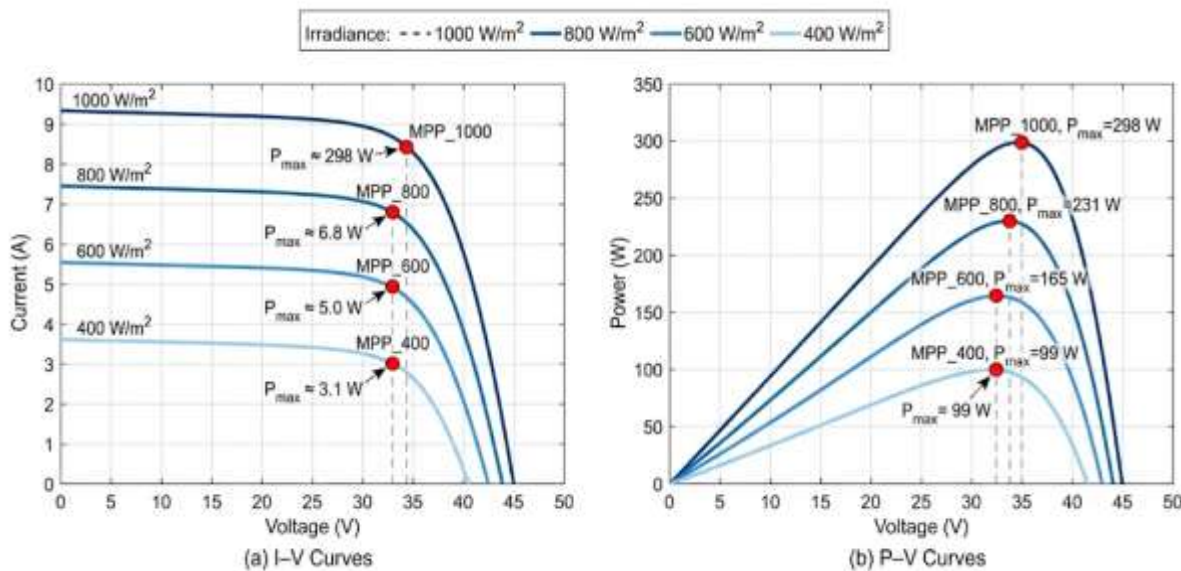 Irradiance: 1000 W/m² 800 W/m² 600 W/m² 400 W/m²
10
9
8
7
6
5
4
3
2
1
0
Current (A)
1000 W/m²
MPP_1000
Pmax ≈ 298 W
800 W/m²
MPP_800
Pmax ≈ 6.8 W
600 W/m²
MPP_600
Pmax ≈ 5.0 W
400 W/m²
MPP_400
Pmax ≈ 3.1 W
0 5 10 15 20 25 30 35 40 45 50
Voltage (V)
(a) I–V Curves
350
300
250
200
150
100
50
0
Power (W)
MPP_1000, Pmax=298 W
MPP_800, Pmax=231 W
MPP_600, Pmax=165 W
MPP_400, Pmax=99 W
Pmax= 99 W
0 5 10 15 20 25 30 35 40 45 50
Voltage (V)
(b) P–V Curves